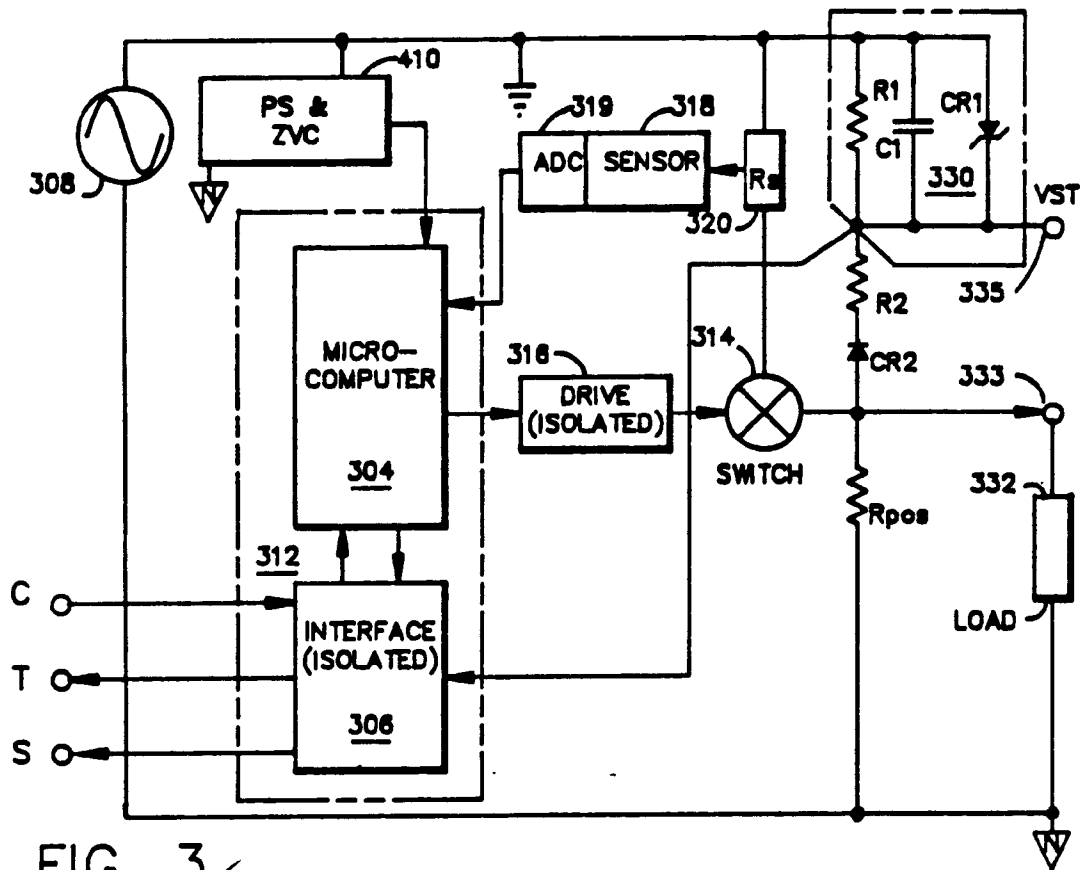 410
PS &
ZVC
308
N
319
318
ADC
SENSOR
Rs
320
R1
C1
CR1
330
VST
335
R2
CR2
314
316
DRIVE
(ISOLATED)
SWITCH
333
332
Rpos
LOAD
MICRO-
COMPUTER
304
312
C
T
S
INTERFACE
(ISOLATED)
306
N
FIG. 3